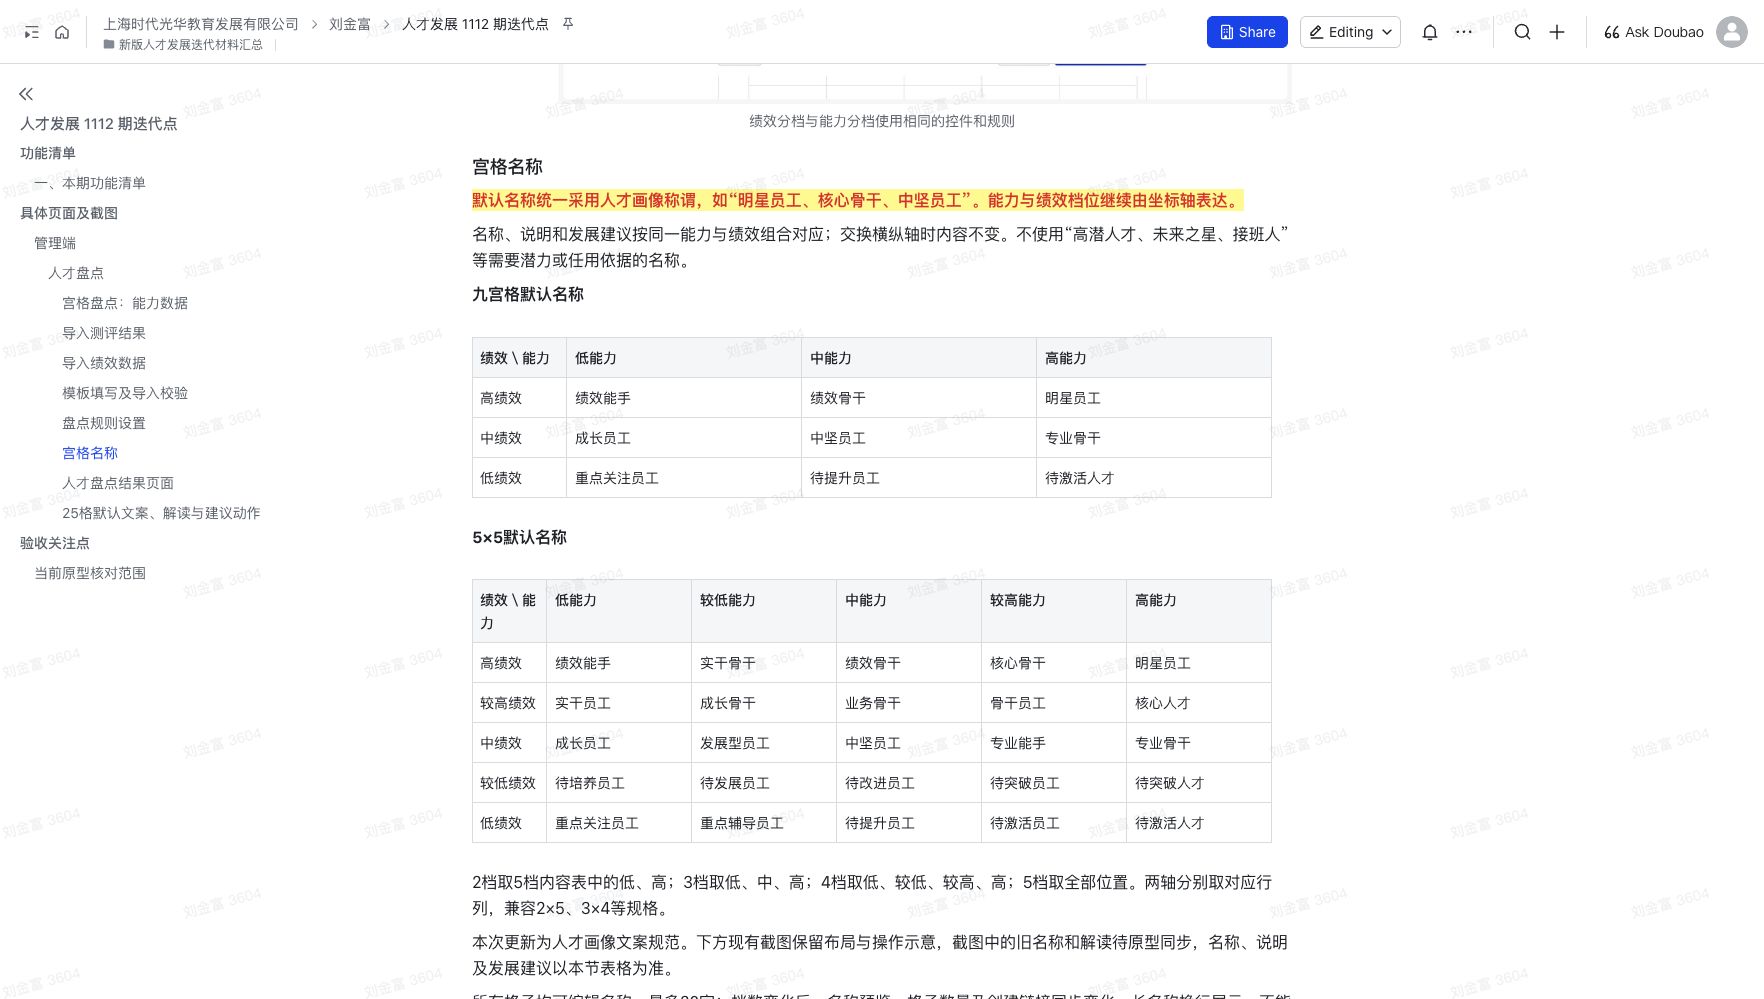 上海时代光华教育发展有限公司 > 刘金富 > 人才发展 1112 期迭代点
新版人才发展迭代材料汇总
Share
Editing
Ask Doubao
人才发展 1112 期迭代点
功能清单
一、本期功能清单
具体页面及截图
管理端
人才盘点
宫格盘点：能力数据
导入测评结果
导入绩效数据
模板填写及导入校验
盘点规则设置
宫格名称
人才盘点结果页面
25格默认文案、解读与建议动作
验收关注点
当前原型核对范围
绩效分档与能力分档使用相同的控件和规则
宫格名称
默认名称统一采用人才画像称谓，如“明星员工、核心骨干、中坚员工”。能力与绩效档位继续由坐标轴表达。
名称、说明和发展建议按同一能力与绩效组合对应；交换横纵轴时内容不变。不使用“高潜人才、未来之星、接班人”
等需要潜力或任用依据的名称。
九宫格默认名称
绩效 \ 能力 低能力 中能力 高能力
高绩效 绩效能手 绩效骨干 明星员工
中绩效 成长员工 中坚员工 专业骨干
低绩效 重点关注员工 待提升员工 待激活人才
5×5默认名称
绩效 \ 能力 低能力 较低能力 中能力 较高能力 高能力
高绩效 绩效能手 实干骨干 绩效骨干 核心骨干 明星员工
较高绩效 实干员工 成长骨干 业务骨干 骨干员工 核心人才
中绩效 成长员工 发展型员工 中坚员工 专业能手 专业骨干
较低绩效 待培养员工 待发展员工 待改进员工 待突破员工 待突破人才
低绩效 重点关注员工 重点辅导员工 待提升员工 待激活员工 待激活人才
2档取5档内容表中的低、高；3档取低、中、高；4档取低、较低、较高、高；5档取全部位置。两轴分别取对应行
列，兼容2×5、3×4等规格。
本次更新为人才画像文案规范。下方现有截图保留布局与操作示意，截图中的旧名称和解读待原型同步，名称、说明
及发展建议以本节表格为准。
刘金富 3604